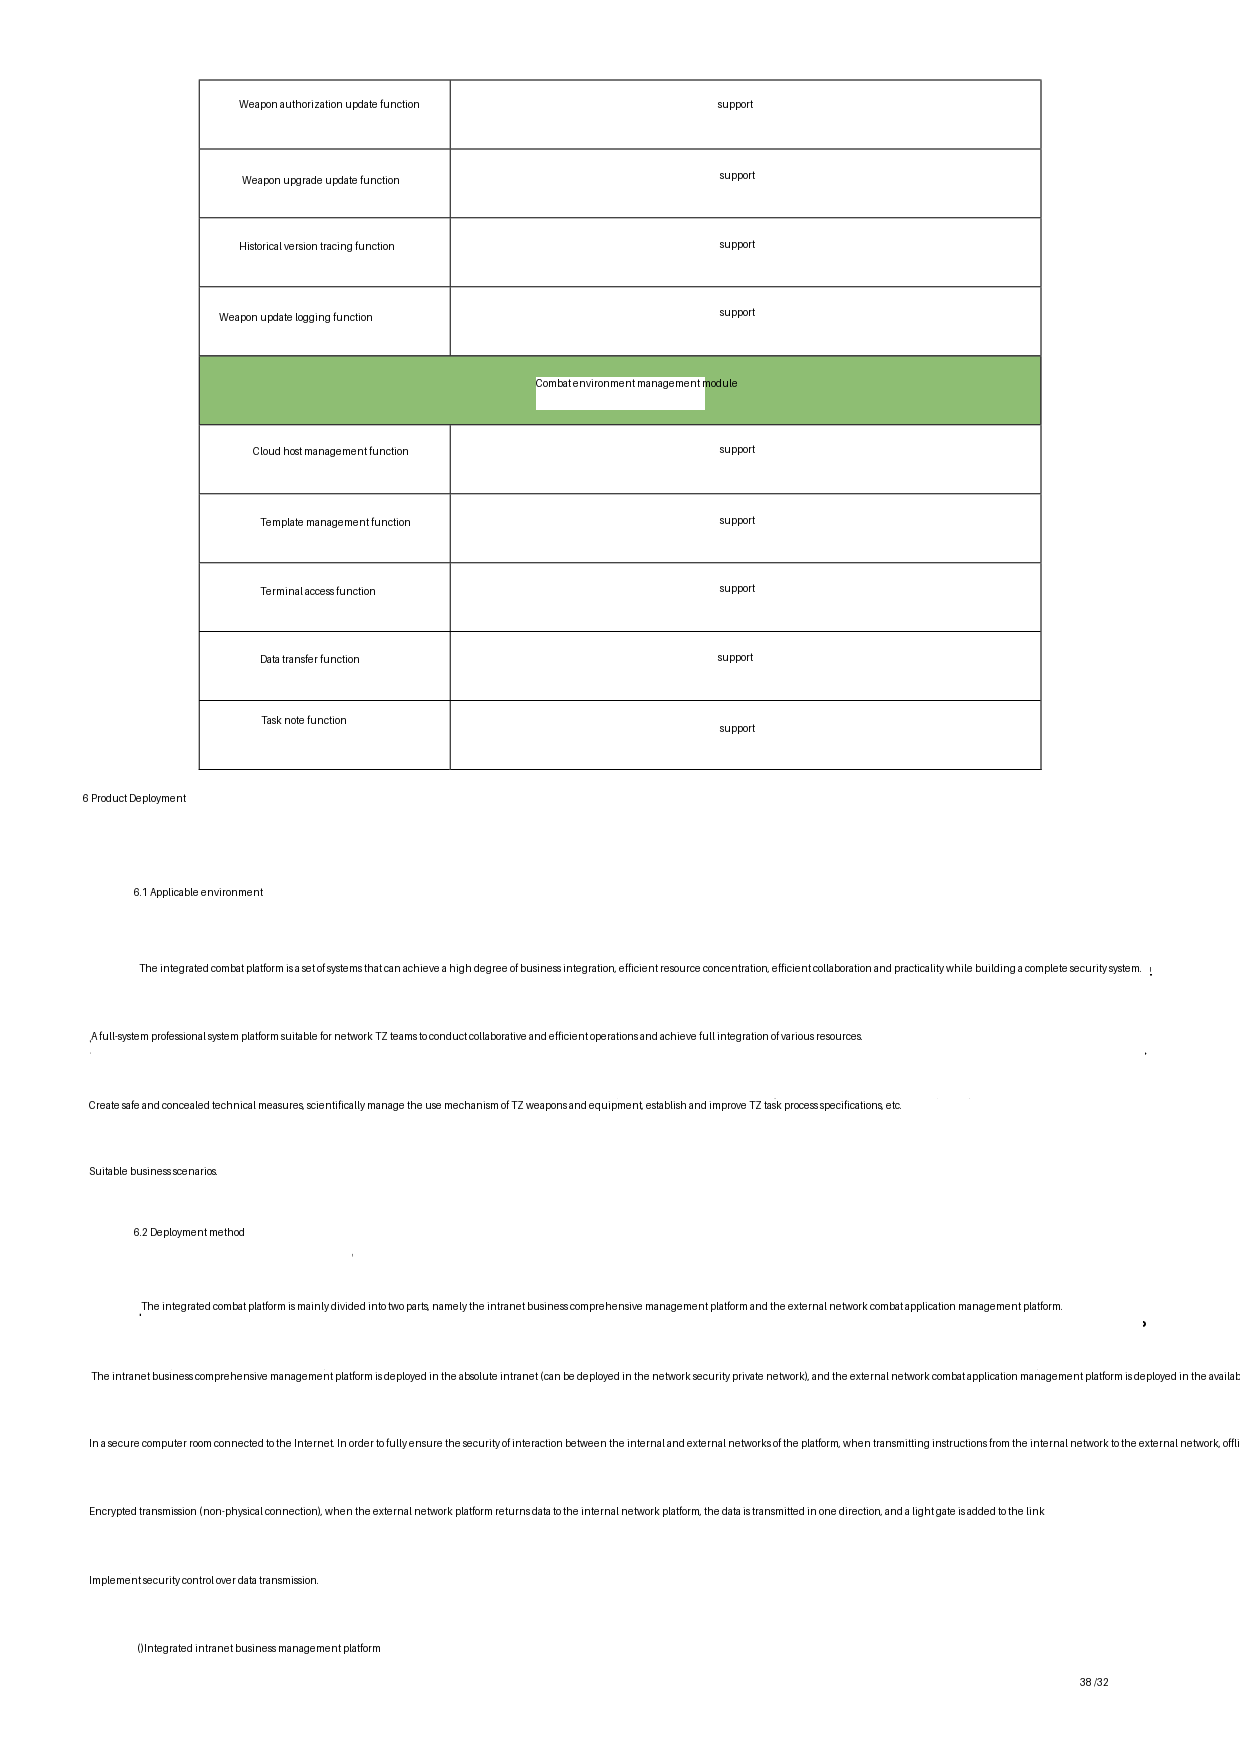 Weapon authorization update function support
Weapon upgrade update function support
Historical version tracing function support
Weapon update logging function support
Combat environment management module
Cloud host management function support
Template management function support
Terminal access function support
Data transfer function support
Task note function support
6 Product Deployment
6.1 Applicable environment
The integrated combat platform is a set of systems that can achieve a high degree of business integration, efficient resource concentration, efficient collaboration and practicality while building a complete security system.
A full-system professional system platform suitable for network TZ teams to conduct collaborative and efficient operations and achieve full integration of various resources.
Create safe and concealed technical measures, scientifically manage the use mechanism of TZ weapons and equipment, establish and improve TZ task process specifications, etc.
Suitable business scenarios.
6.2 Deployment method
The integrated combat platform is mainly divided into two parts, namely the intranet business comprehensive management platform and the external network combat application management platform.
The intranet business comprehensive management platform is deployed in the absolute intranet (can be deployed in the network security private network), and the external network combat application management platform is deployed in the
In a secure computer room connected to the Internet. In order to fully ensure the security of interaction between the internal and external networks of the platform, when transmitting instructions from the internal network to the external network,
Encrypted transmission (non-physical connection), when the external network platform returns data to the internal network platform, the data is transmitted in one direction, and a light gate is added to the link
Implement security control over data transmission.
()Integrated intranet business management platform
38 /32